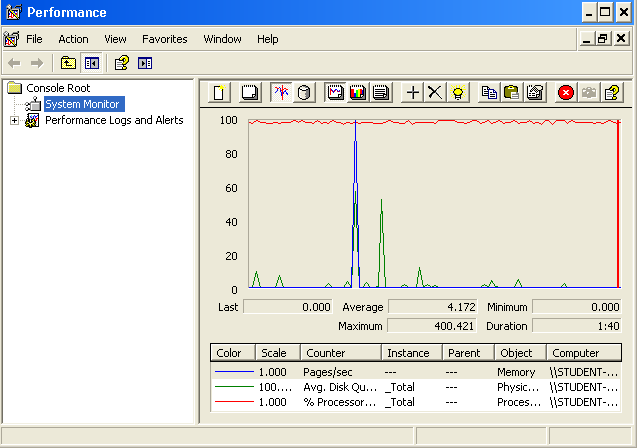 Performance
File Action View Favorites Window Help
Console Root
System Monitor
Performance Logs and Alerts
100
80
60
40
20
0
Last 0.000 Average 4.172 Minimum 0.000
Maximum 400.421 Duration 1:40
Color Scale Counter Instance Parent Object Computer
1.000 Pages/sec --- --- Memory \\STUDENT-...
100.... Avg. Disk Qu... _Total --- Physic... \\STUDENT-...
1.000 % Processor... _Total --- Proces... \\STUDENT-...